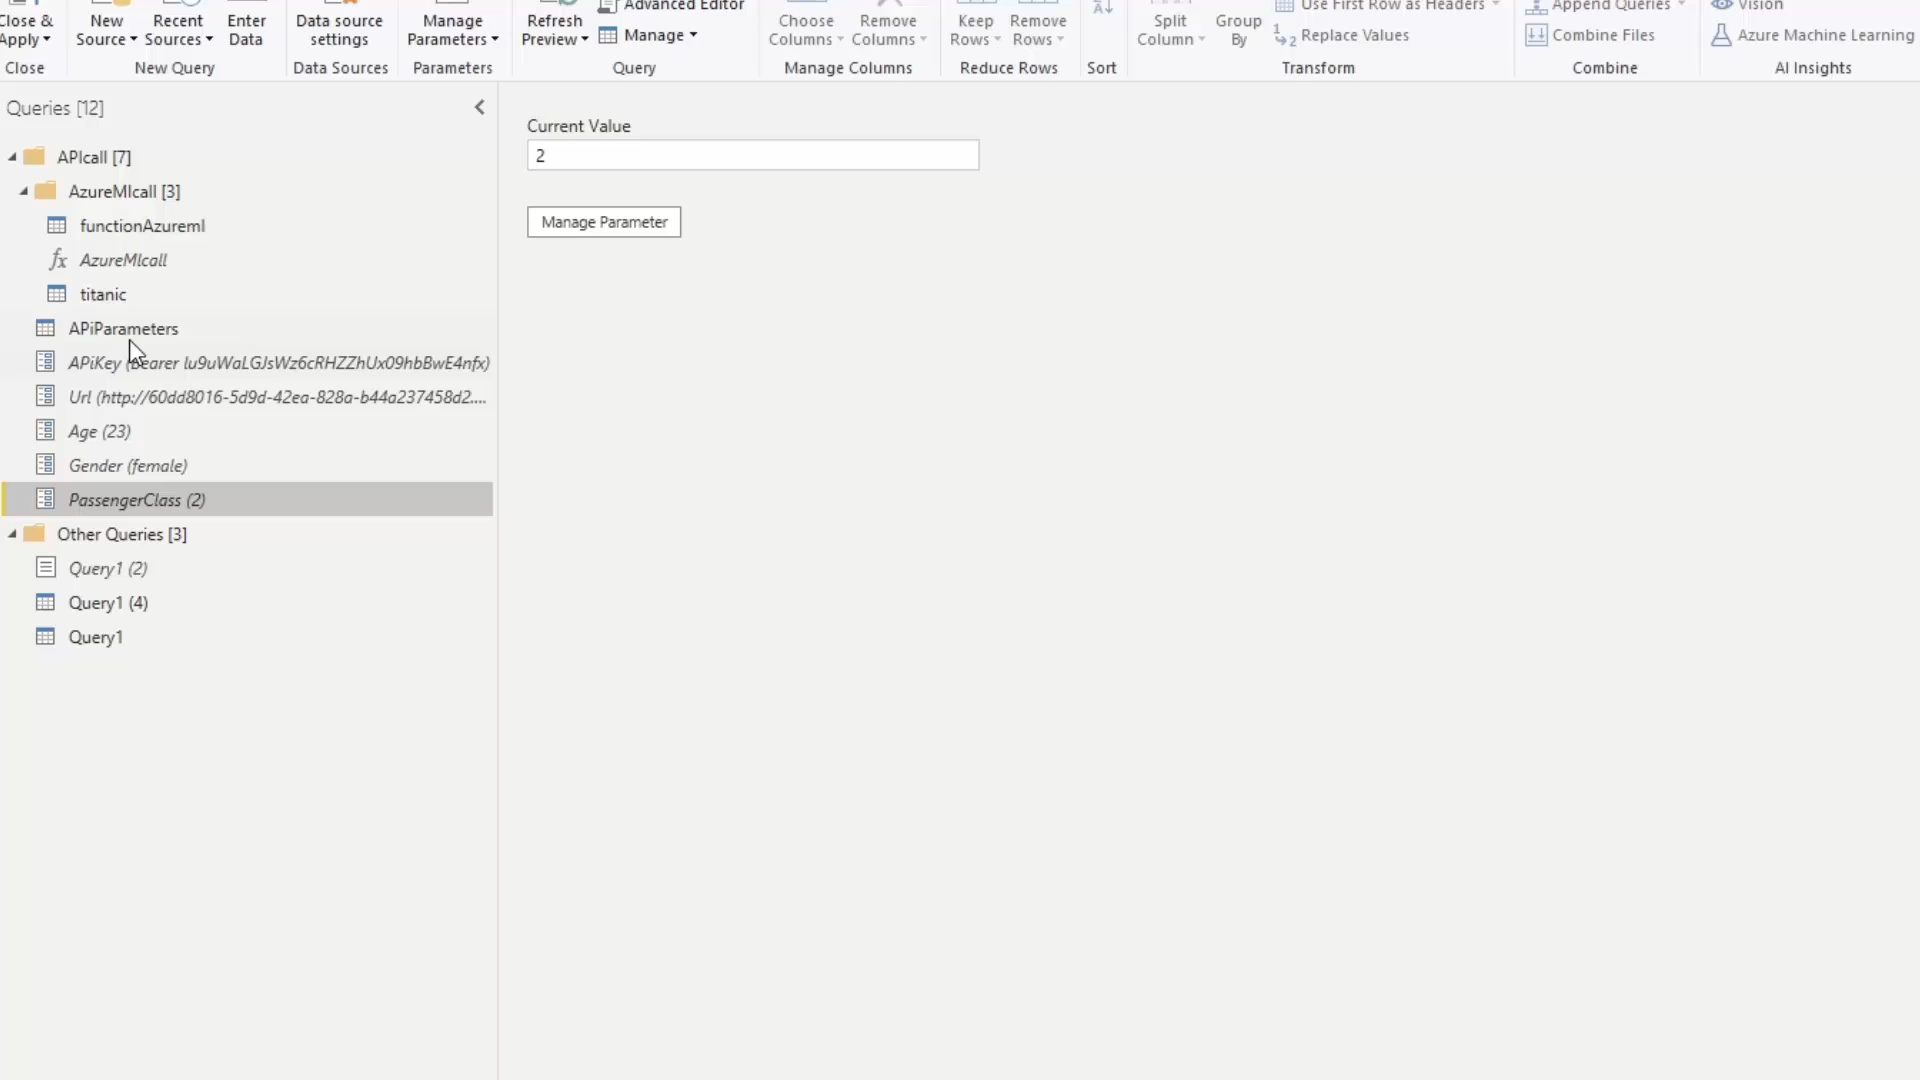 Close &
Apply
New
Source
Recent
Sources
Enter
Data
Data source
settings
Manage
Parameters
Refresh
Preview
Advanced Editor
Manage
Choose
Columns
Remove
Columns
Keep
Rows
Remove
Rows
Split
Column
Group
By
Use First Row as Headers
Replace Values
Append Queries
Combine Files
Vision
Azure Machine Learning
Close
New Query
Data Sources
Parameters
Query
Manage Columns
Reduce Rows
Sort
Transform
Combine
AI Insights
Queries [12]
APIcall [7]
AzureMlcall [3]
functionAzureml
fx AzureMlcall
titanic
APiParameters
APiKey (Bearer lu9uWaLGJsWz6cRHZZhUx09hbBwE4nfx)
Url (http://60dd8016-5d9d-42ea-828a-b44a237458d2....
Age (23)
Gender (female)
PassengerClass (2)
Other Queries [3]
Query1 (2)
Query1 (4)
Query1
Current Value
2
Manage Parameter